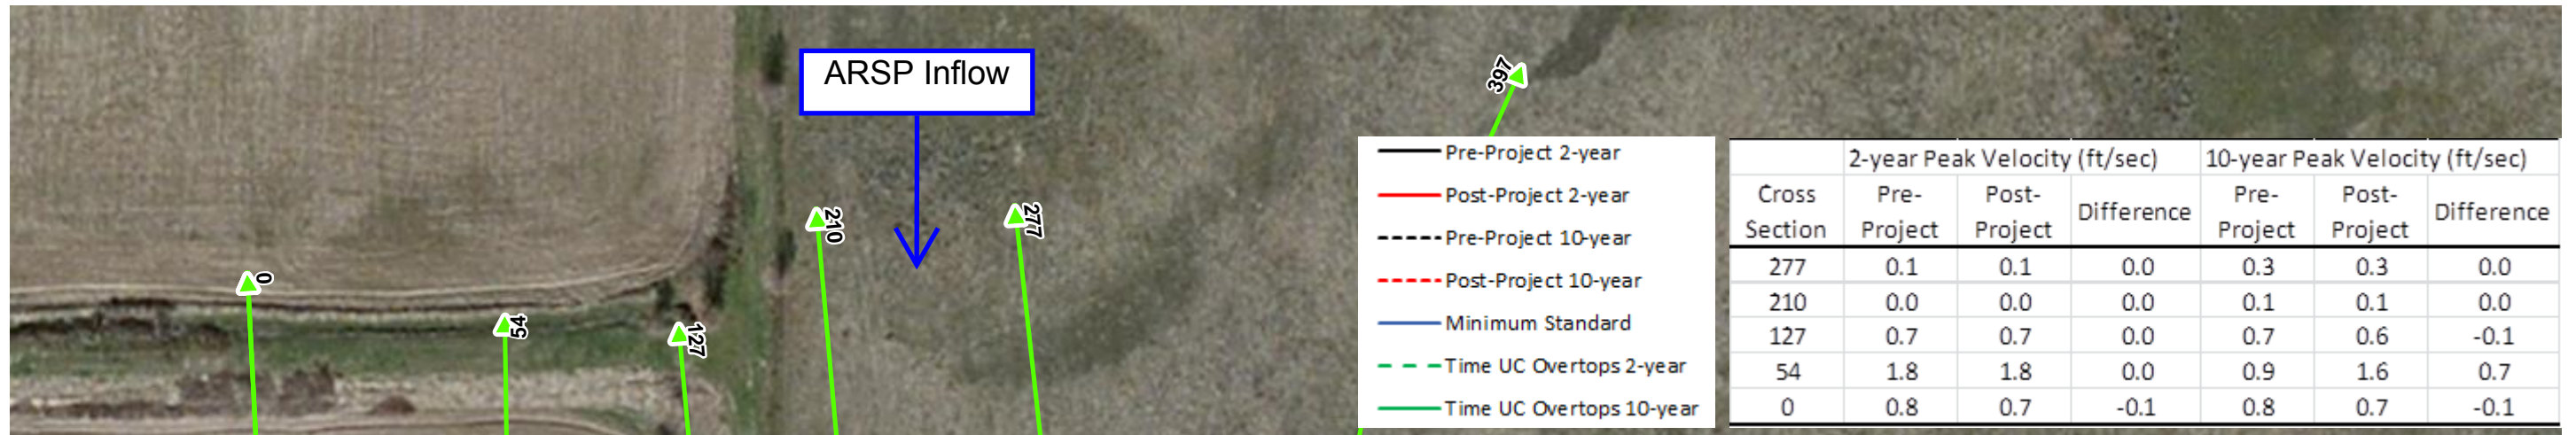 ARSP Inflow
397
210
277
0
54
127
Pre-Project 2-year
Post-Project 2-year
Pre-Project 10-year
Post-Project 10-year
Minimum Standard
Time UC Overtops 2-year
Time UC Overtops 10-year
2-year Peak Velocity (ft/sec) 10-year Peak Velocity (ft/sec)
Cross Section Pre-Project Post-Project Difference Pre-Project Post-Project Difference
277 0.1 0.1 0.0 0.3 0.3 0.0
210 0.0 0.0 0.0 0.1 0.1 0.0
127 0.7 0.7 0.0 0.7 0.6 -0.1
54 1.8 1.8 0.0 0.9 1.6 0.7
0 0.8 0.7 -0.1 0.8 0.7 -0.1